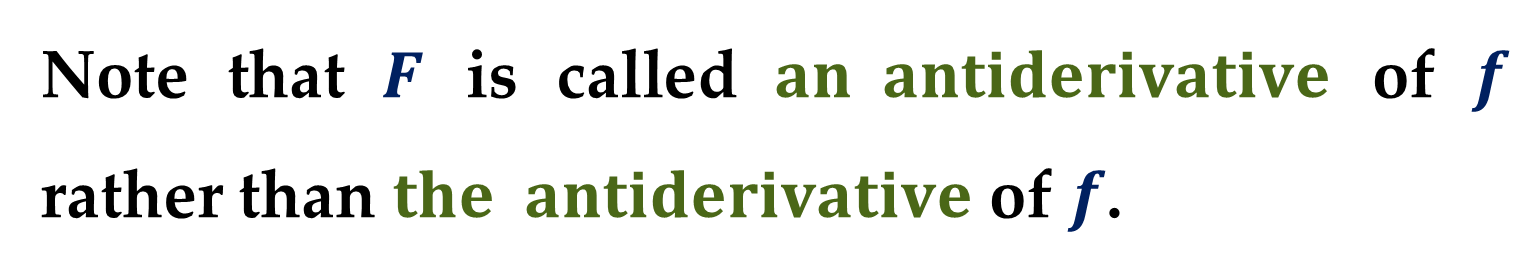 Note that F is called an antiderivative of f
rather than the antiderivative of f.